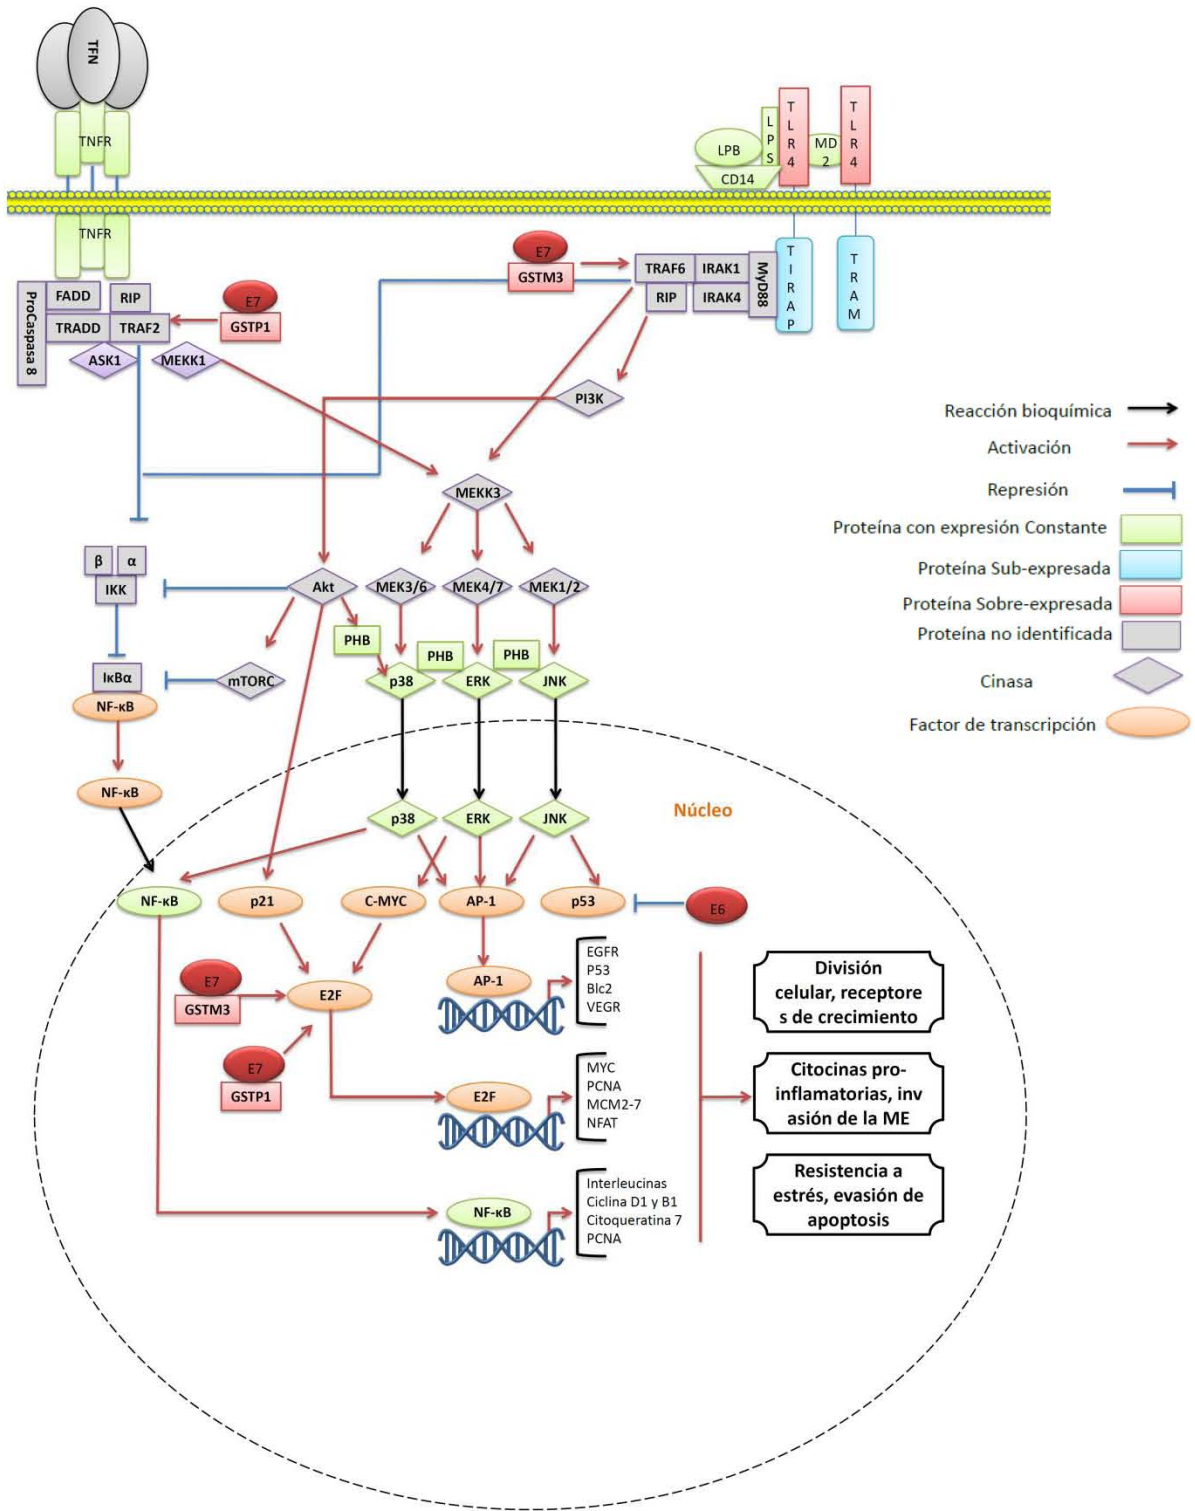 TFN
TNFR
TNFR
LPB
LPS
CD14
TLR4
MD
2
TLR4
E7
GSTM3
TRAF6
IRAK1
RIP
IRAK4
MyD88
TIRAP
TRAM
ProCaspasa 8
FADD
RIP
TRADD
TRAF2
ASK1
MEKK1
E7
GSTP1
PI3K
MEKK3
Reacción bioquímica
Activación
Represión
Proteína con expresión Constante
Proteína Sub-expresada
Proteína Sobre-expresada
Proteína no identificada
Cinasa
Factor de transcripción
β
α
IKK
Akt
MEK3/6
MEK4/7
MEK1/2
PHB
PHB
PHB
IκBα
NF-κB
mTORC
p38
ERK
JNK
NF-κB
Núcleo
p38
ERK
JNK
NF-κB
p21
C-MYC
AP-1
p53
E6
E7
GSTM3
E2F
AP-1
EGFR
P53
Blc2
VEGR
División
celular, receptore
s de crecimiento
E7
GSTP1
E2F
MYC
PCNA
MCM2-7
NFAT
Citocinas pro-
inflamatorias, inv
asión de la ME
NF-κB
Interleucinas
Ciclina D1 y B1
Citoqueratina 7
PCNA
Resistencia a
estrés, evasión de
apoptosis